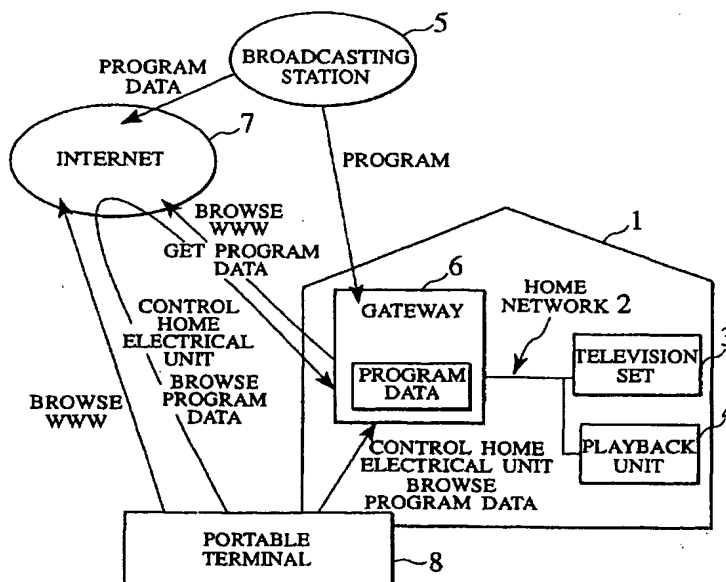 5
BROADCASTING
STATION
PROGRAM
DATA
7
INTERNET
PROGRAM
BROWSE
WWW
GET PROGRAM
DATA
1
6
GATEWAY
HOME
NETWORK 2
PROGRAM
DATA
TELEVISION
SET
3
PLAYBACK
UNIT
4
CONTROL
HOME
ELECTRICAL
UNIT
BROWSE
PROGRAM
DATA
BROWSE
WWW
CONTROL HOME
ELECTRICAL UNIT
BROWSE
PROGRAM DATA
PORTABLE
TERMINAL
8